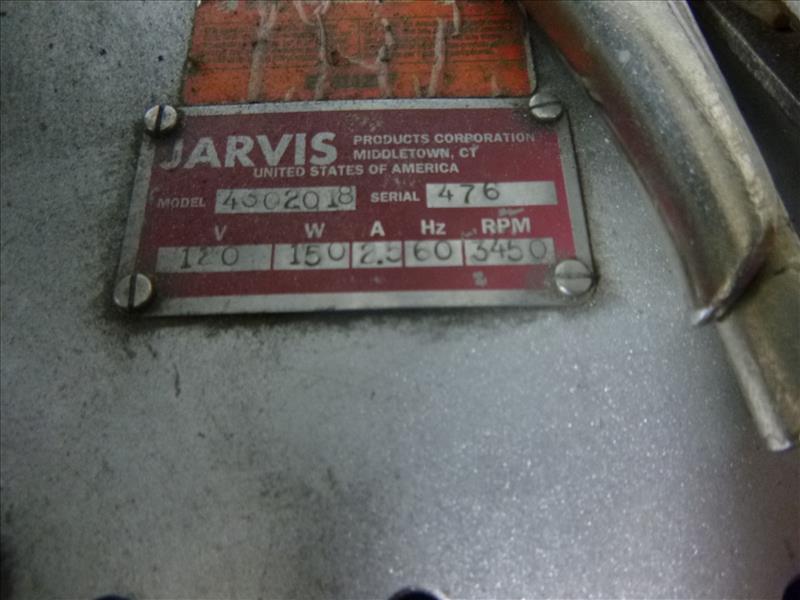 JARVIS PRODUCTS CORPORATION
MIDDLETOWN, CT
UNITED STATES OF AMERICA
MODEL 4302018 SERIAL 476
V W A Hz RPM
120 150 2.5 60 3450